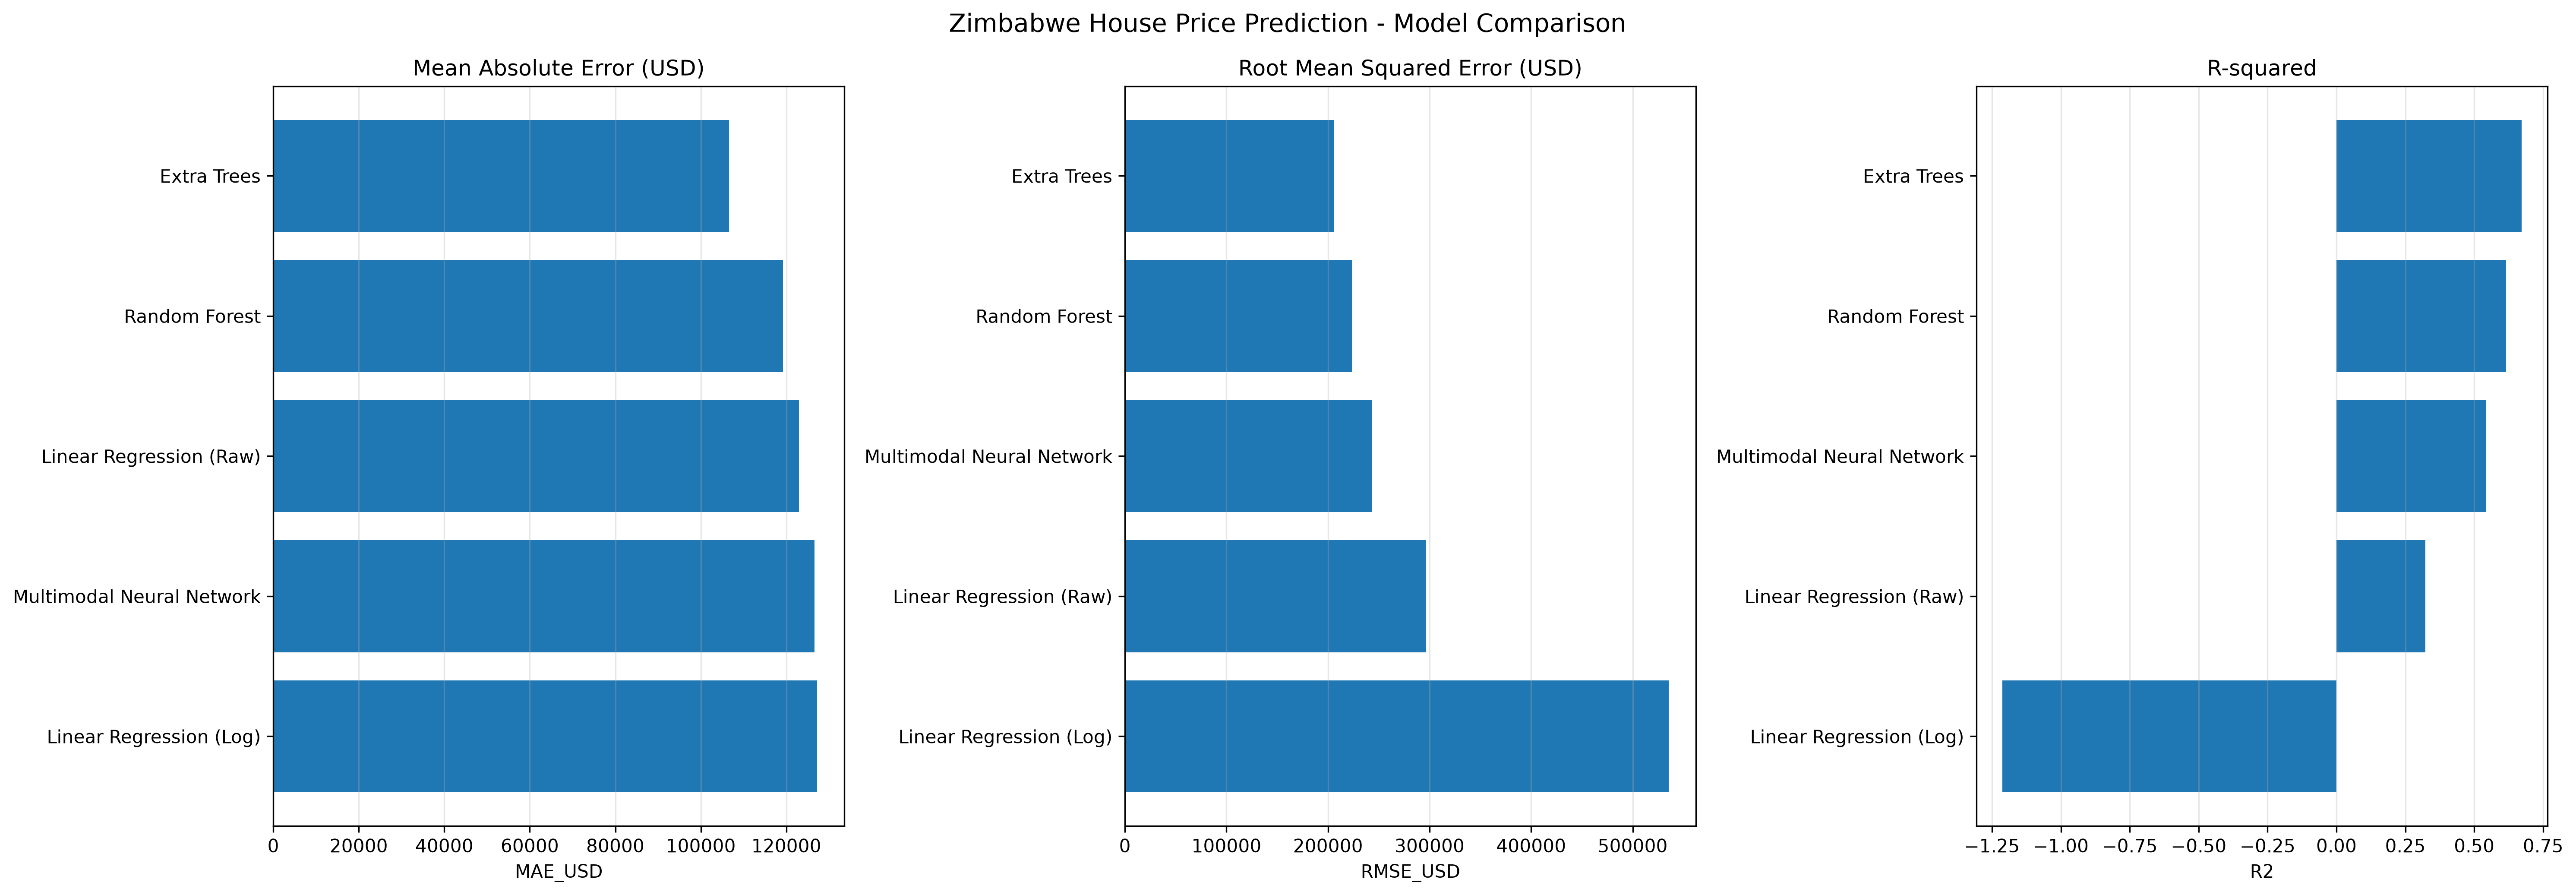 Zimbabwe House Price Prediction - Model Comparison
Mean Absolute Error (USD)
Extra Trees
Random Forest
Linear Regression (Raw)
Multimodal Neural Network
Linear Regression (Log)
0 20000 40000 60000 80000 100000 120000
MAE_USD
Root Mean Squared Error (USD)
Extra Trees
Random Forest
Multimodal Neural Network
Linear Regression (Raw)
Linear Regression (Log)
0 100000 200000 300000 400000 500000
RMSE_USD
R-squared
Extra Trees
Random Forest
Multimodal Neural Network
Linear Regression (Raw)
Linear Regression (Log)
−1.25 −1.00 −0.75 −0.50 −0.25 0.00 0.25 0.50 0.75
R2